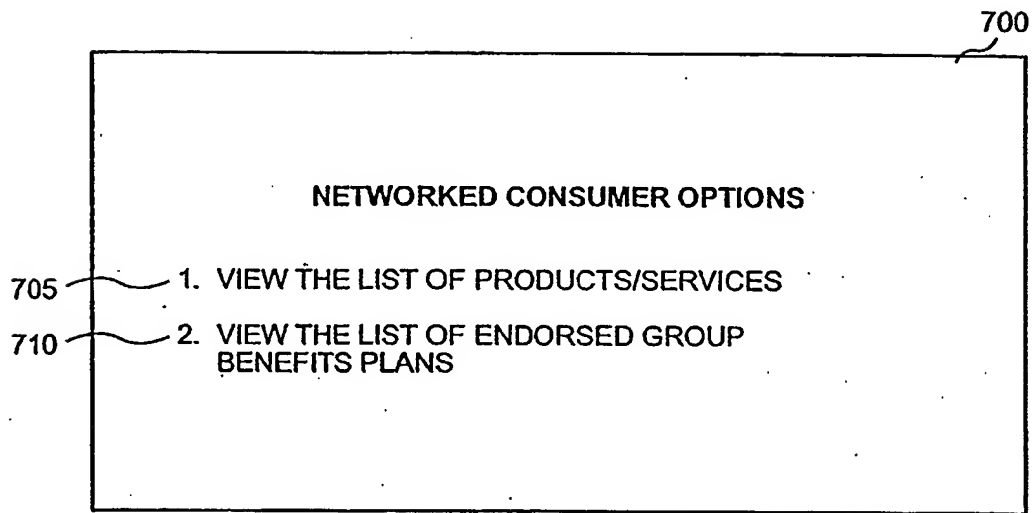 700
NETWORKED CONSUMER OPTIONS
705 1. VIEW THE LIST OF PRODUCTS/SERVICES
710 2. VIEW THE LIST OF ENDORSED GROUP
BENEFITS PLANS